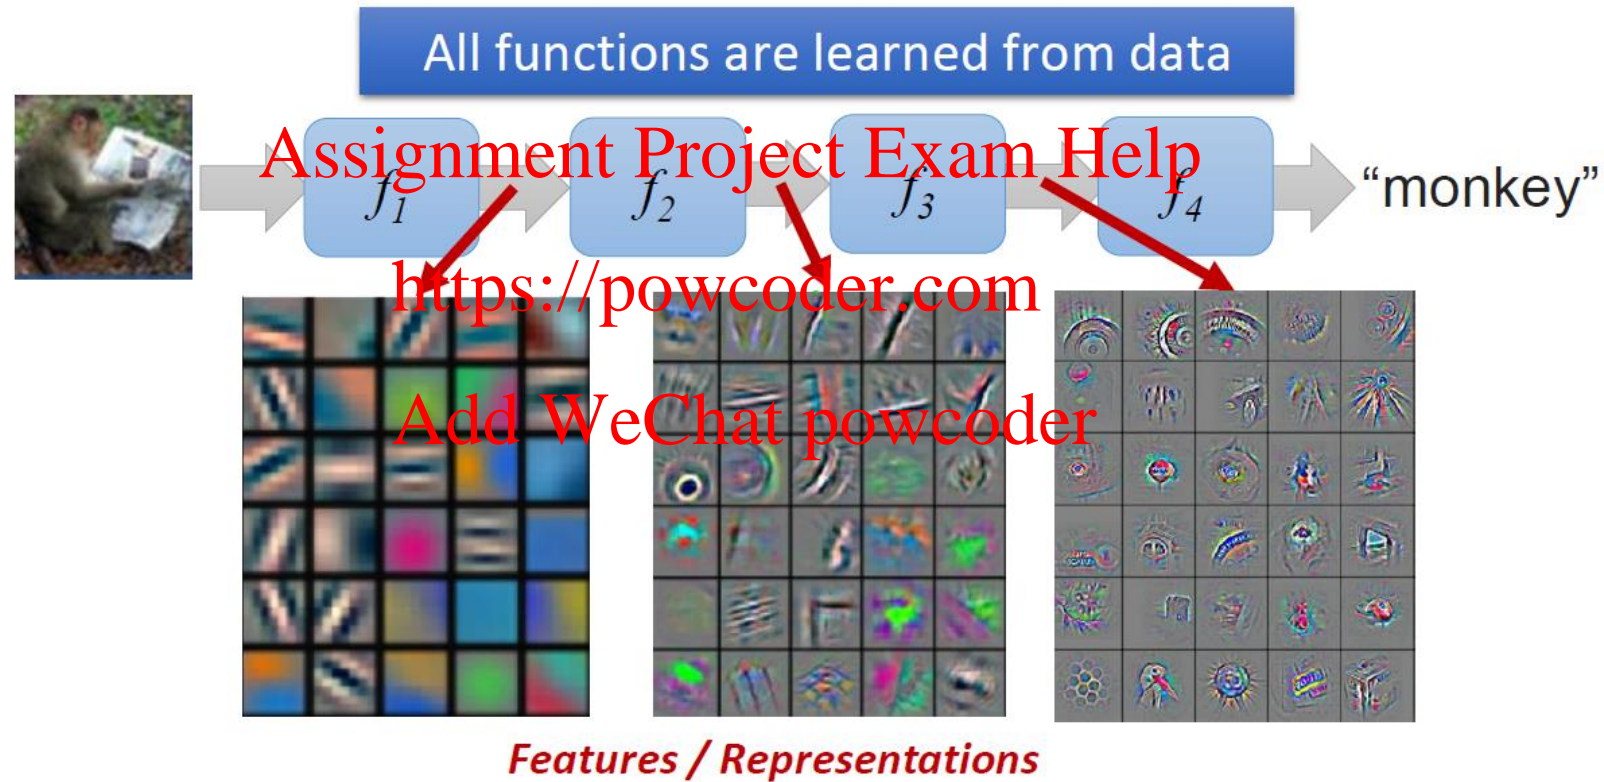 All functions are learned from data
Assignment Project Exam Help
f1 f2 f3 f4 “monkey”
https://powcoder.com
Add WeChat powcoder
Features / Representations